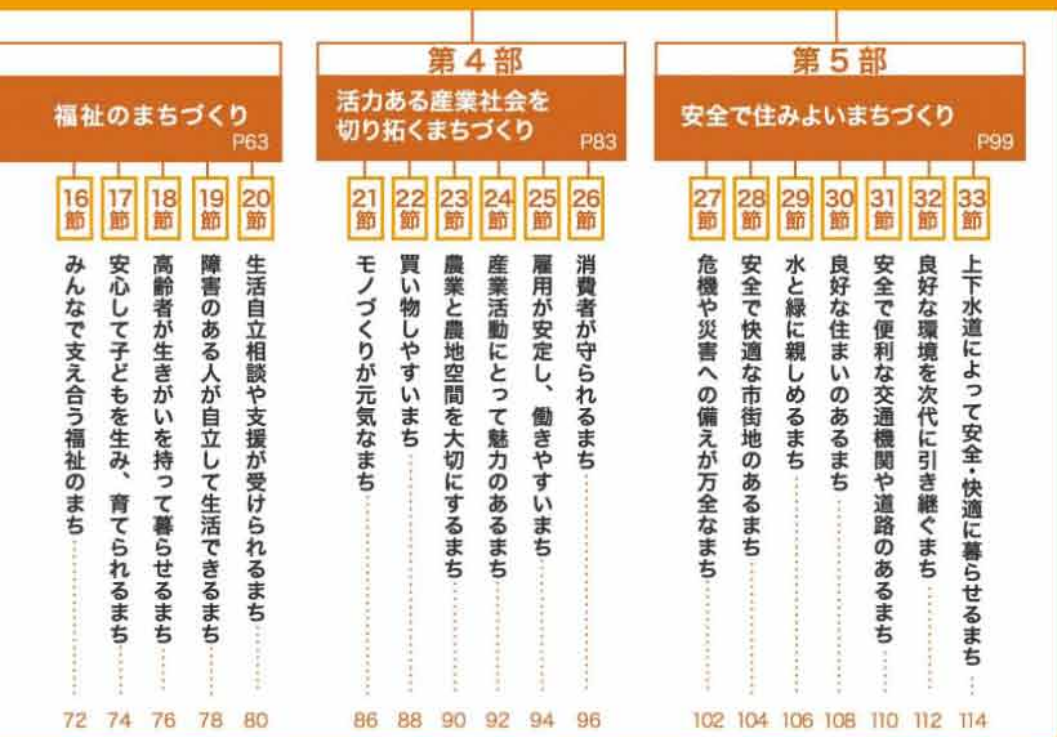 福祉のまちづくり
P63
16節
みんなで支え合う福祉のまち
72
17節
安心して子どもを生み、育てられるまち
74
18節
高齢者が生きがいを持って暮らせるまち
76
19節
障害のある人が自立して生活できるまち
78
20節
生活自立相談や支援が受けられるまち
80
第4部
活力ある産業社会を
切り拓くまちづくり
P83
21節
モノづくりが元気なまち
86
22節
買い物しやすいまち
88
23節
農業と農地空間を大切にするまち
90
24節
産業活動にとって魅力のあるまち
92
25節
雇用が安定し、働きやすいまち
94
26節
消費者が守られるまち
96
第5部
安全で住みよいまちづくり
P99
27節
危機や災害への備えが万全なまち
102
28節
安全で快適な市街地のあるまち
104
29節
水と緑に親しめるまち
106
30節
良好な住まいのあるまち
108
31節
安全で便利な交通機関や道路のあるまち
110
32節
良好な環境を次代に引き継ぐまち
112
33節
上下水道によって安全・快適に暮らせるまち
114